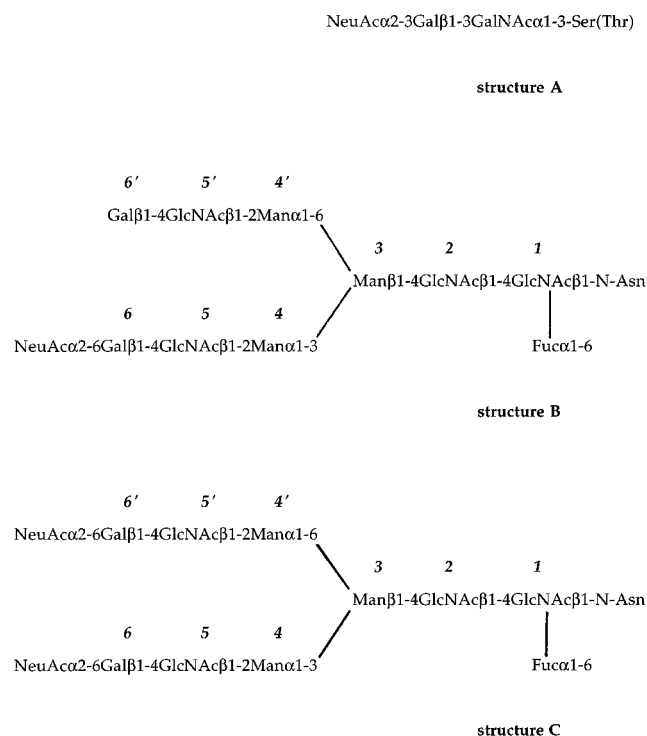 NeuAcα2-3Galβ1-3GalNAcα1-3-Ser(Thr)
structure A
6' 5' 4'
Galβ1-4GlcNAcβ1-2Manα1-6
3 2 1
Manβ1-4GlcNAcβ1-4GlcNAcβ1-N-Asn
6 5 4
NeuAcα2-6Galβ1-4GlcNAcβ1-2Manα1-3 Fucα1-6
structure B
6' 5' 4'
NeuAcα2-6Galβ1-4GlcNAcβ1-2Manα1-6
3 2 1
Manβ1-4GlcNAcβ1-4GlcNAcβ1-N-Asn
6 5 4
NeuAcα2-6Galβ1-4GlcNAcβ1-2Manα1-3 Fucα1-6
structure C